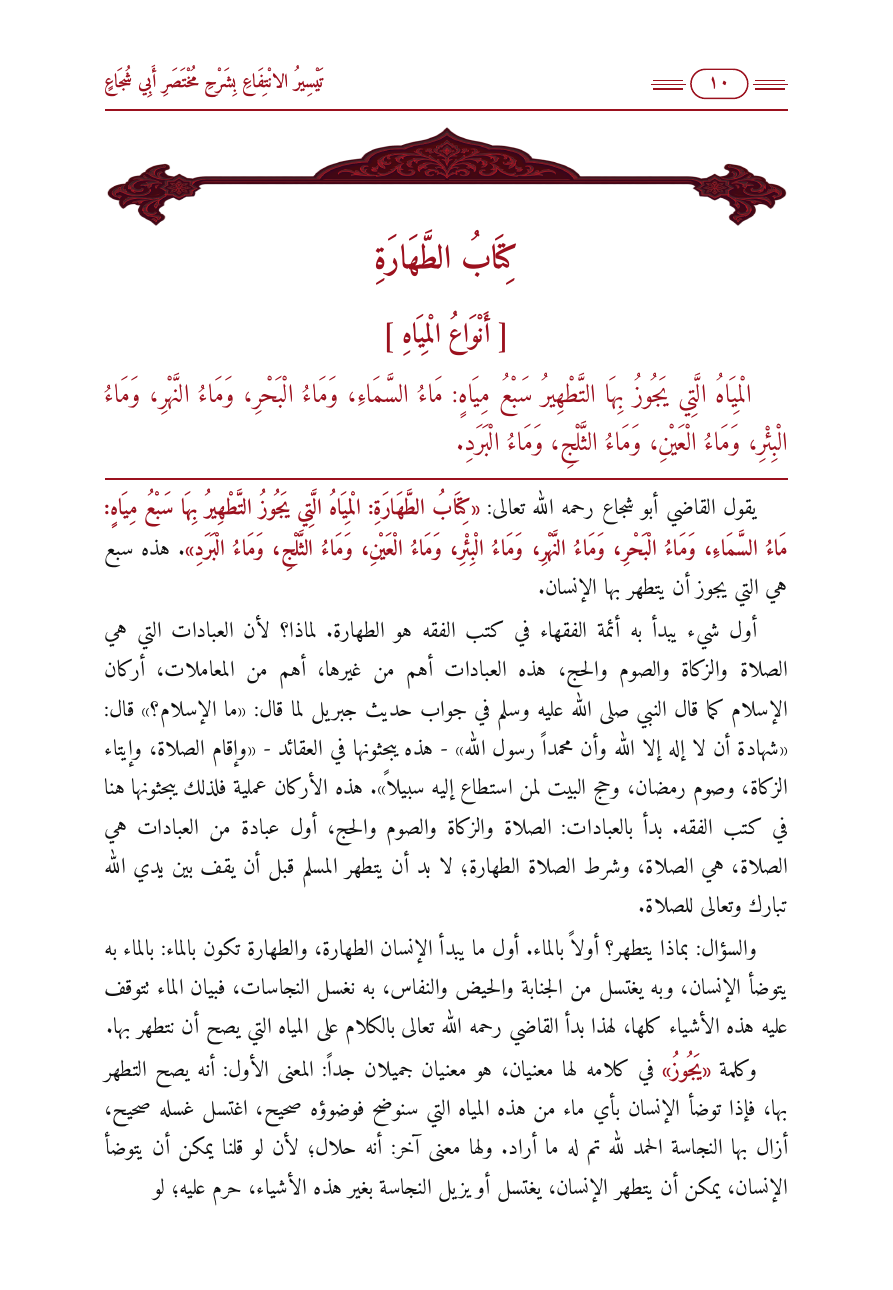 ١٠
تَيْسِيرُ الانْتِفَاعِ بِشَرْحِ مُخْتَصَرِ أَبِي شُجَاعٍ
كِتَابُ الطَّهَارَةِ
[ أَنْوَاعُ الْمِيَاهِ ]
الْمِيَاهُ الَّتِي يَجُوزُ بِهَا التَّطْهِيرُ سَبْعُ مِيَاهٍ: مَاءُ السَّمَاءِ، وَمَاءُ الْبَحْرِ، وَمَاءُ النَّهْرِ، وَمَاءُ
الْبِئْرِ، وَمَاءُ الْعَيْنِ، وَمَاءُ الثَّلْجِ، وَمَاءُ الْبَرَدِ.
يقول القاضي أبو شجاع رحمه الله تعالى: «كِتَابُ الطَّهَارَةِ: الْمِيَاهُ الَّتِي يَجُوزُ التَّطْهِيرُ بِهَا سَبْعُ مِيَاهٍ:
مَاءُ السَّمَاءِ، وَمَاءُ الْبَحْرِ، وَمَاءُ النَّهْرِ، وَمَاءُ الْبِئْرِ، وَمَاءُ الْعَيْنِ، وَمَاءُ الثَّلْجِ، وَمَاءُ الْبَرَدِ». هذه سبع
هي التي يجوز أن يتطهر بها الإنسان.
أول شيء يبدأ به أئمة الفقهاء في كتب الفقه هو الطهارة. لماذا؟ لأن العبادات التي هي
الصلاة والزكاة والصوم والحج، هذه العبادات أهم من غيرها، أهم من المعاملات، أركان
الإسلام كما قال النبي صلى الله عليه وسلم في جواب حديث جبريل لما قال: «ما الإسلام؟» قال:
«شهادة أن لا إله إلا الله وأن محمداً رسول الله» - هذه يبحثونها في العقائد - «وإقام الصلاة، وإيتاء
الزكاة، وصوم رمضان، وحج البيت لمن استطاع إليه سبيلاً». هذه الأركان عملية فلذلك يبحثونها هنا
في كتب الفقه. بدأ بالعبادات: الصلاة والزكاة والصوم والحج، أول عبادة من العبادات هي
الصلاة، هي الصلاة، وشرط الصلاة الطهارة؛ لا بد أن يتطهر المسلم قبل أن يقف بين يدي الله
تبارك وتعالى للصلاة.
والسؤال: بماذا يتطهر؟ أولاً بالماء. أول ما يبدأ الإنسان الطهارة، والطهارة تكون بالماء: بالماء به
يتوضأ الإنسان، وبه يغتسل من الجنابة والحيض والنفاس، به نغسل النجاسات، فبيان الماء تتوقف
عليه هذه الأشياء كلها، لهذا بدأ القاضي رحمه الله تعالى بالكلام على المياه التي يصح أن نتطهر بها.
وكلمة «يَجُوزُ» في كلامه لها معنيان، هو معنيان جميلان جداً: المعنى الأول: أنه يصح التطهر
بها، فإذا توضأ الإنسان بأي ماء من هذه المياه التي سنوضح فوضوؤه صحيح، اغتسل غسله صحيح،
أزال بها النجاسة الحمد لله تم له ما أراد. ولها معنى آخر: أنه حلال؛ لأن لو قلنا يمكن أن يتوضأ
الإنسان، يمكن أن يتطهر الإنسان، يغتسل أو يزيل النجاسة بغير هذه الأشياء، حرم عليه؛ لو